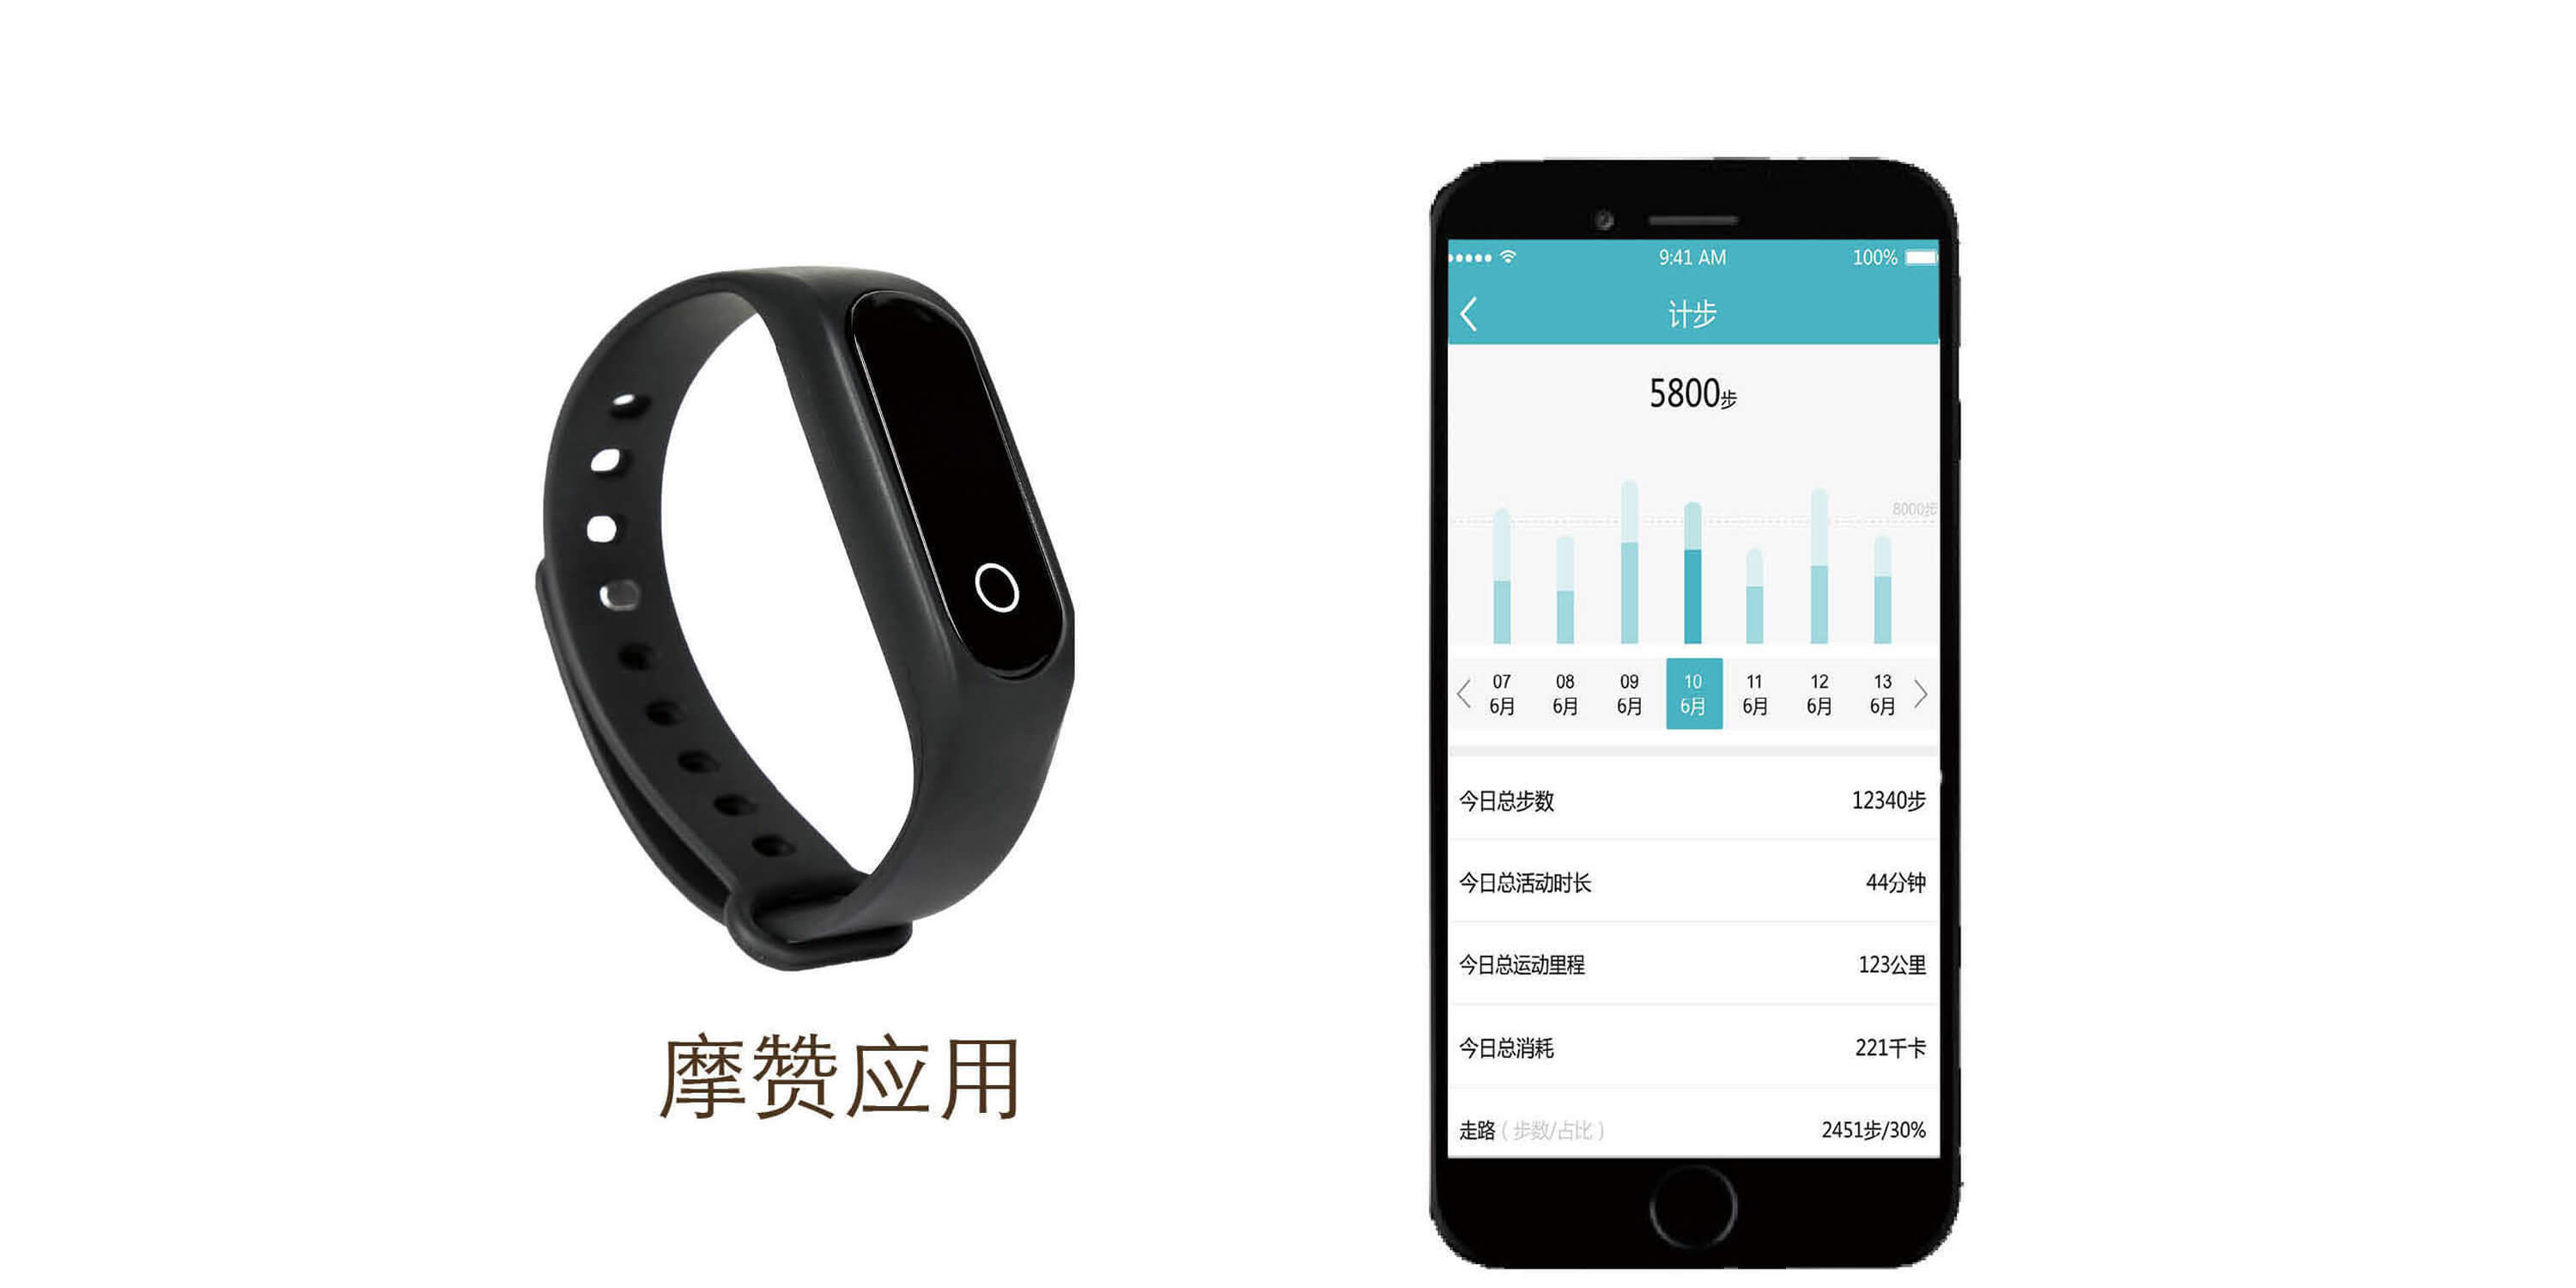 摩赞应用
9:41 AM 100%
计步
5800步
8000步
07 08 09 10 11 12 13
6月 6月 6月 6月 6月 6月 6月
今日总步数 12340步
今日总活动时长 44分钟
今日总运动里程 123公里
今日总消耗 221千卡
走路（步数/占比） 2451步/30%